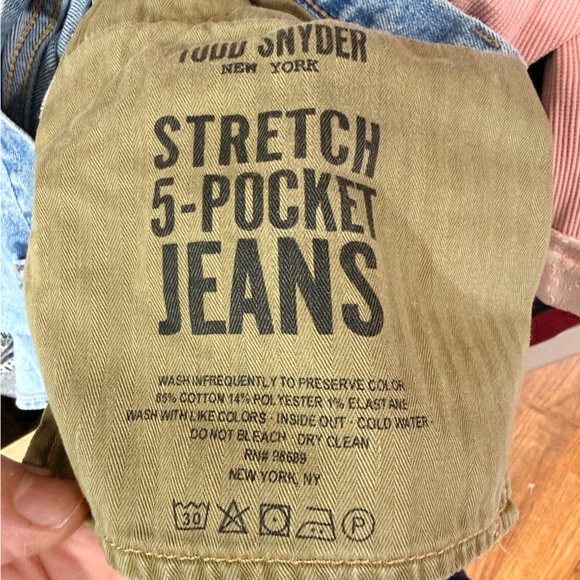 TODD SNYDER
NEW YORK
STRETCH
5-POCKET
JEANS
WASH INFREQUENTLY TO PRESERVE COLOR
85% COTTON 14% POLYESTER 1% ELASTANE
WASH WITH LIKE COLORS · INSIDE OUT · COLD WATER ·
DO NOT BLEACH · DRY CLEAN
RN# 98689
NEW YORK, NY
30 P